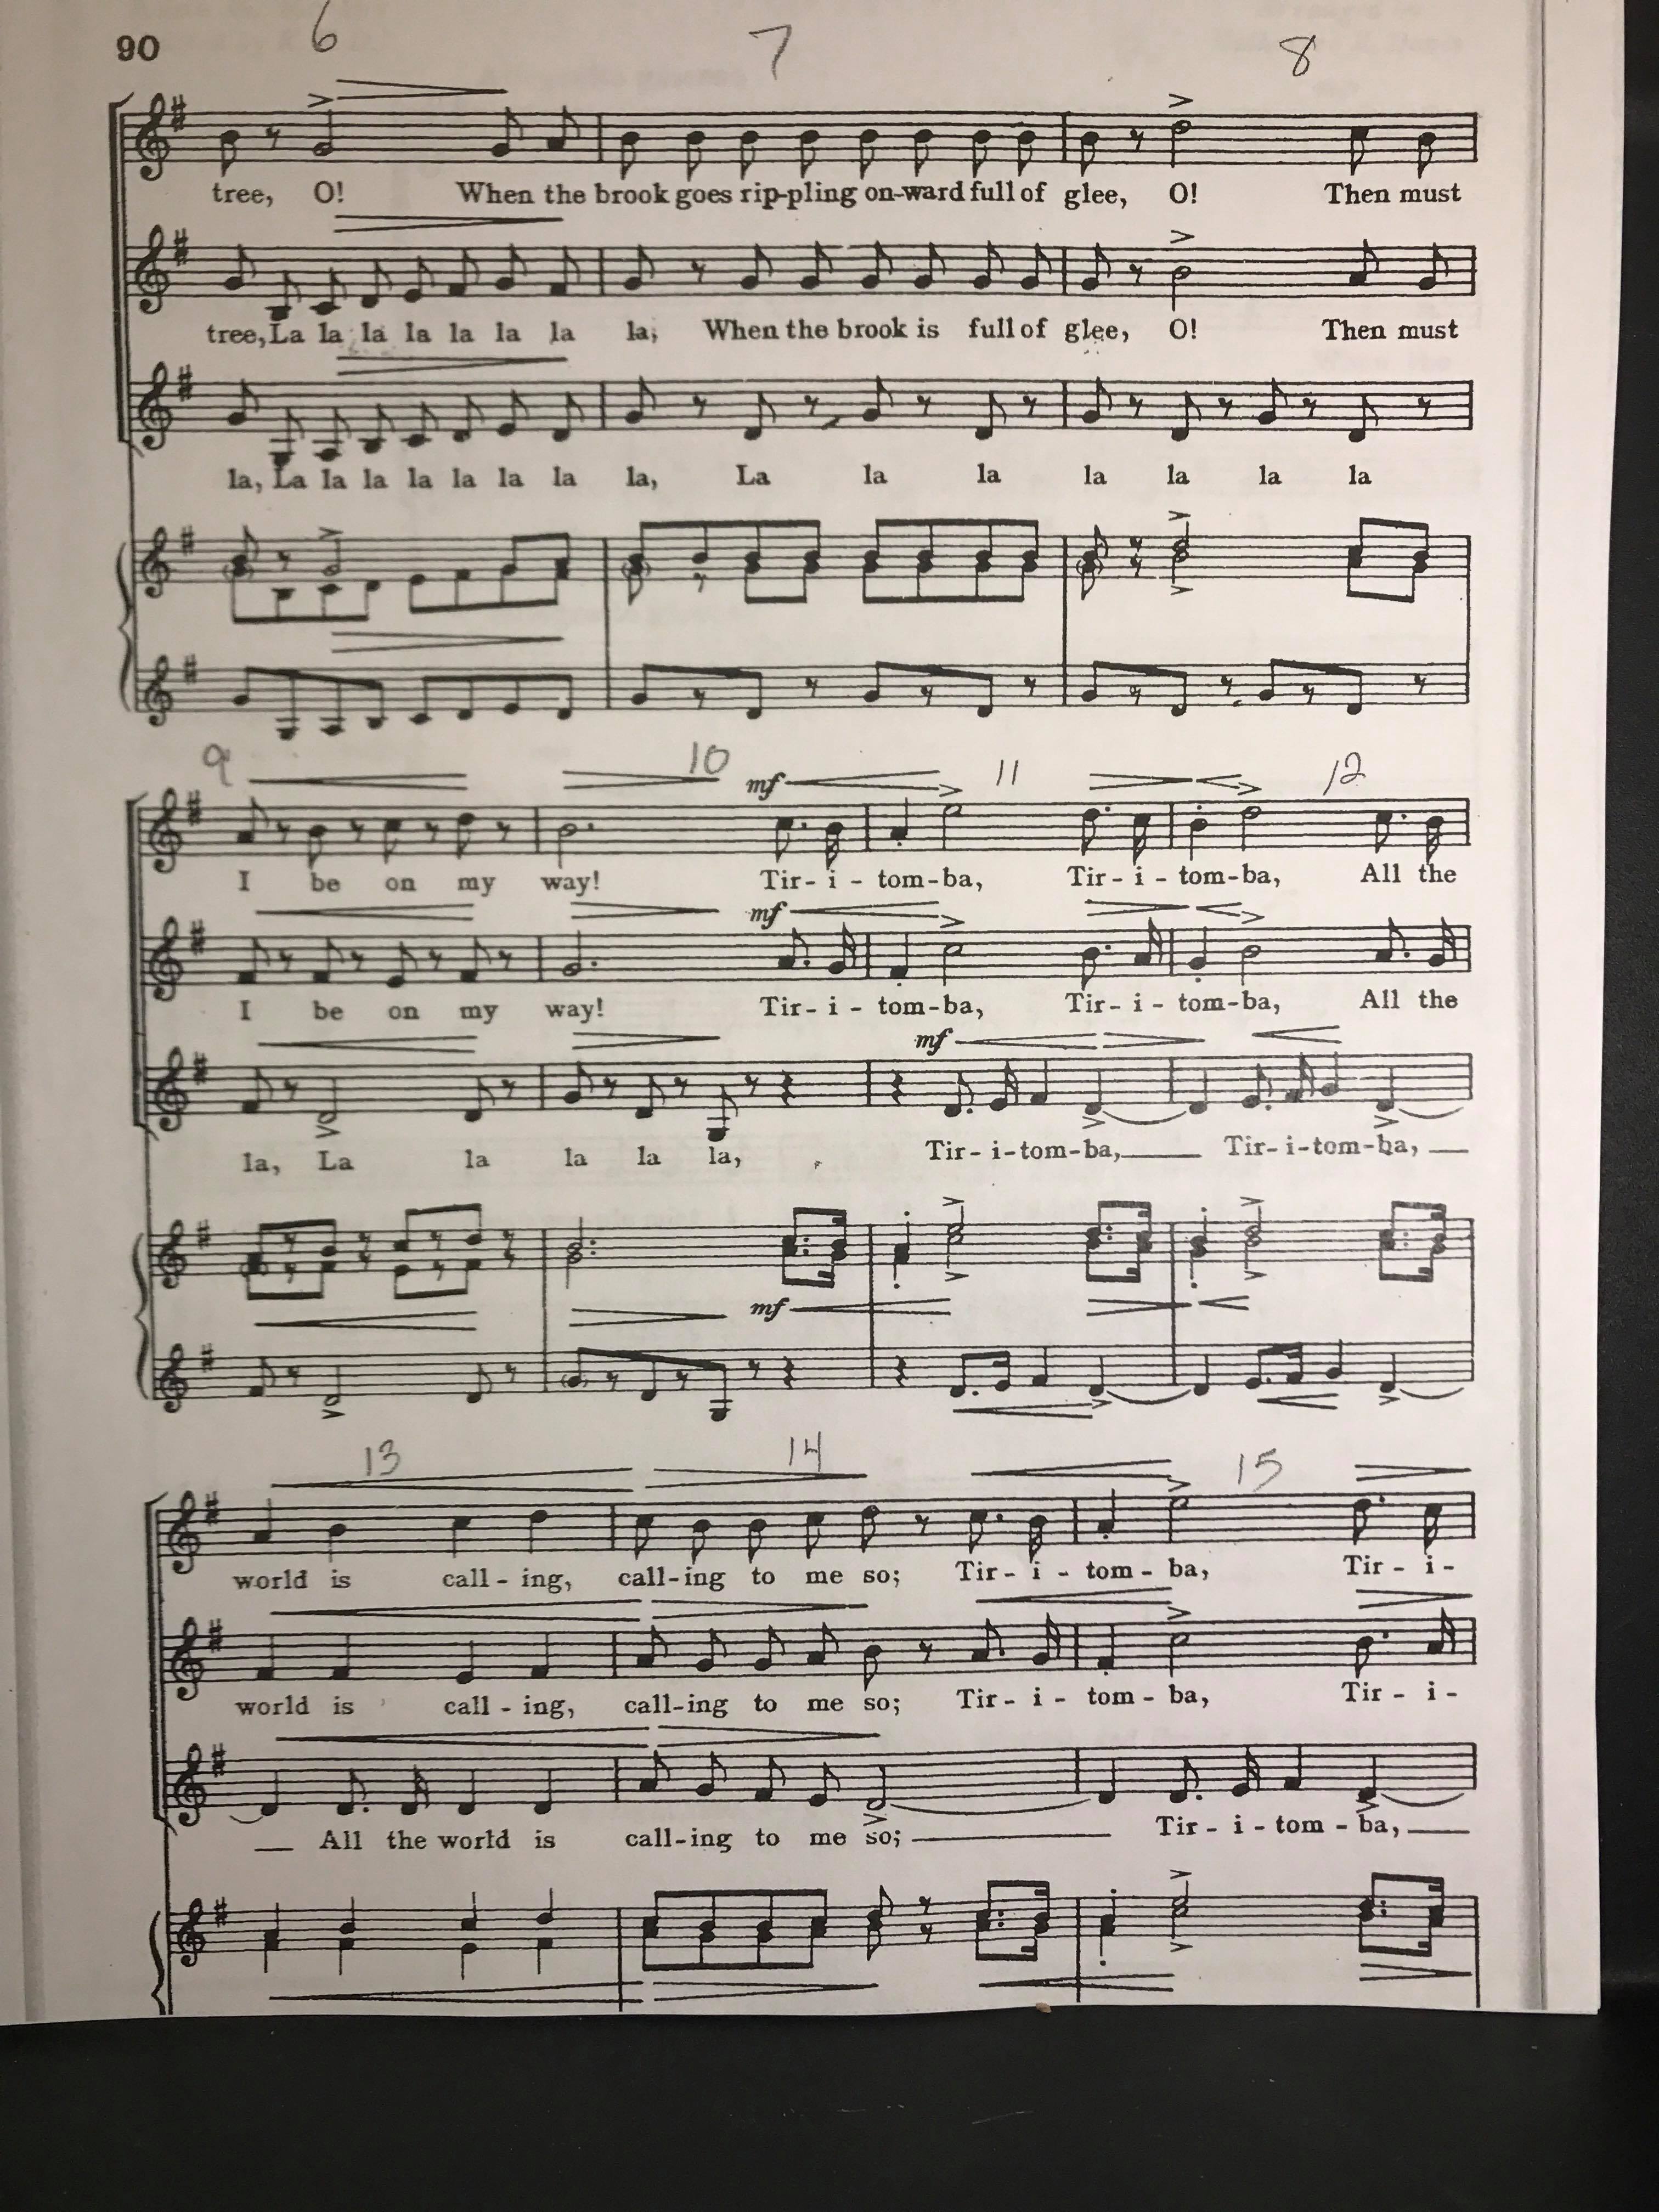 90
6 7 8
tree, O! When the brook goes rip-pling on-ward full of glee, O! Then must
tree, La la la la la la la la; When the brook is full of glee, O! Then must
la, La la la la la la la la, La la la la la la la
9 10 11 12
mf
I be on my way! Tir- i - tom-ba, Tir- i - tom-ba, All the
mf
I be on my way! Tir- i - tom-ba, Tir- i - tom-ba, All the
mf
la, La la la la la, Tir- i-tom-ba, Tir- i-tom-ba,
mf
13 14 15
world is call - ing, call-ing to me so; Tir- i - tom - ba, Tir - i -
world is call - ing, call-ing to me so; Tir- i - tom - ba, Tir - i -
All the world is call-ing to me so; Tir - i - tom - ba,